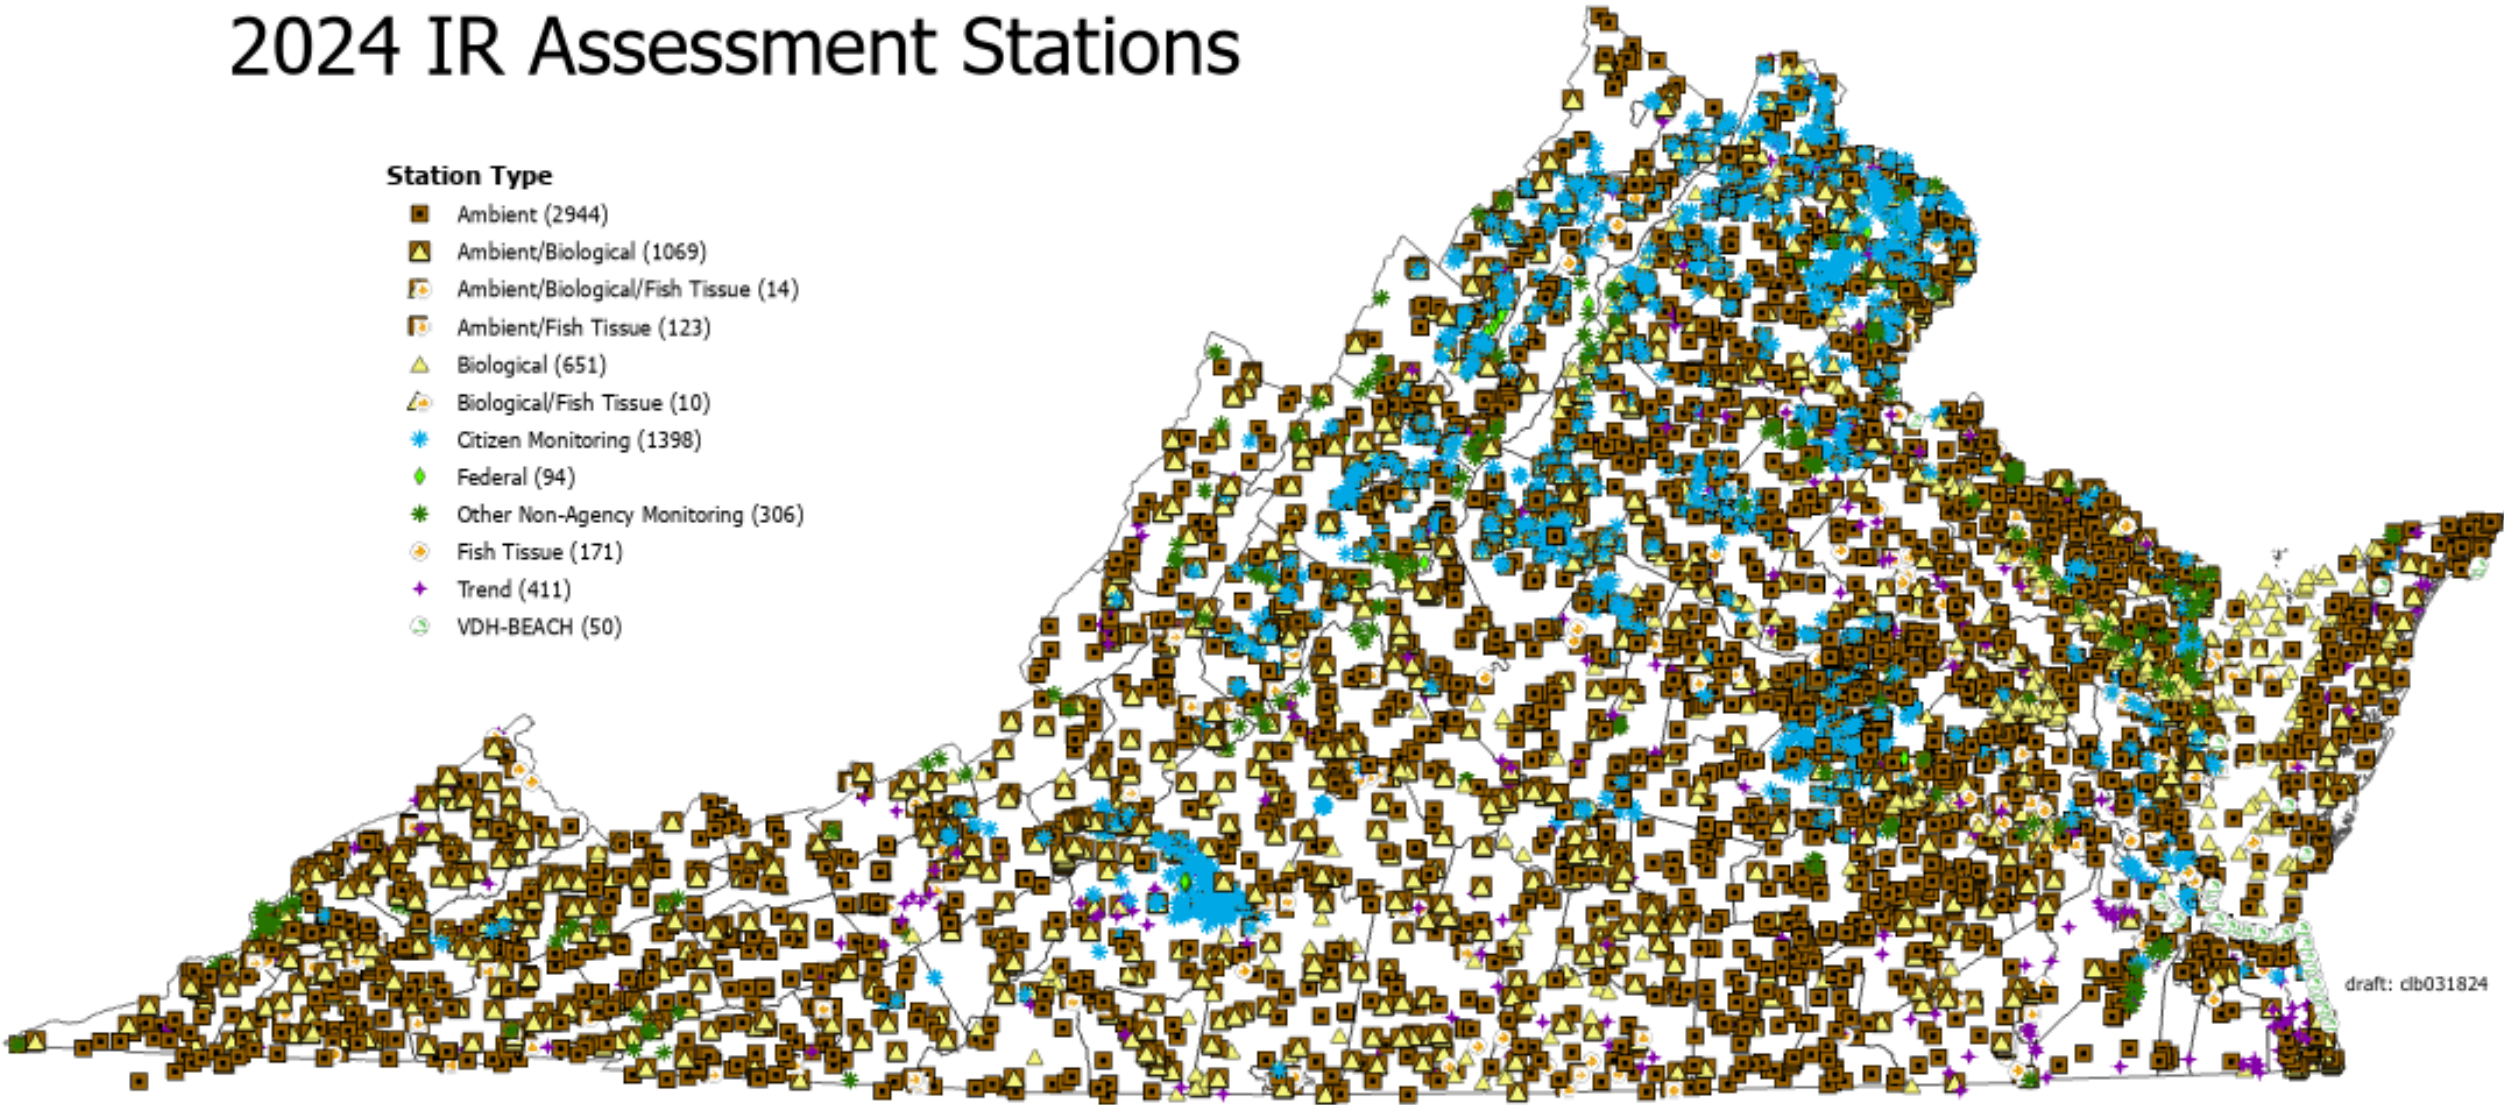 2024 IR Assessment Stations
Station Type
Ambient (2944)
Ambient/Biological (1069)
Ambient/Biological/Fish Tissue (14)
Ambient/Fish Tissue (123)
Biological (651)
Biological/Fish Tissue (10)
Citizen Monitoring (1398)
Federal (94)
Other Non-Agency Monitoring (306)
Fish Tissue (171)
Trend (411)
VDH-BEACH (50)
draft: clb031824